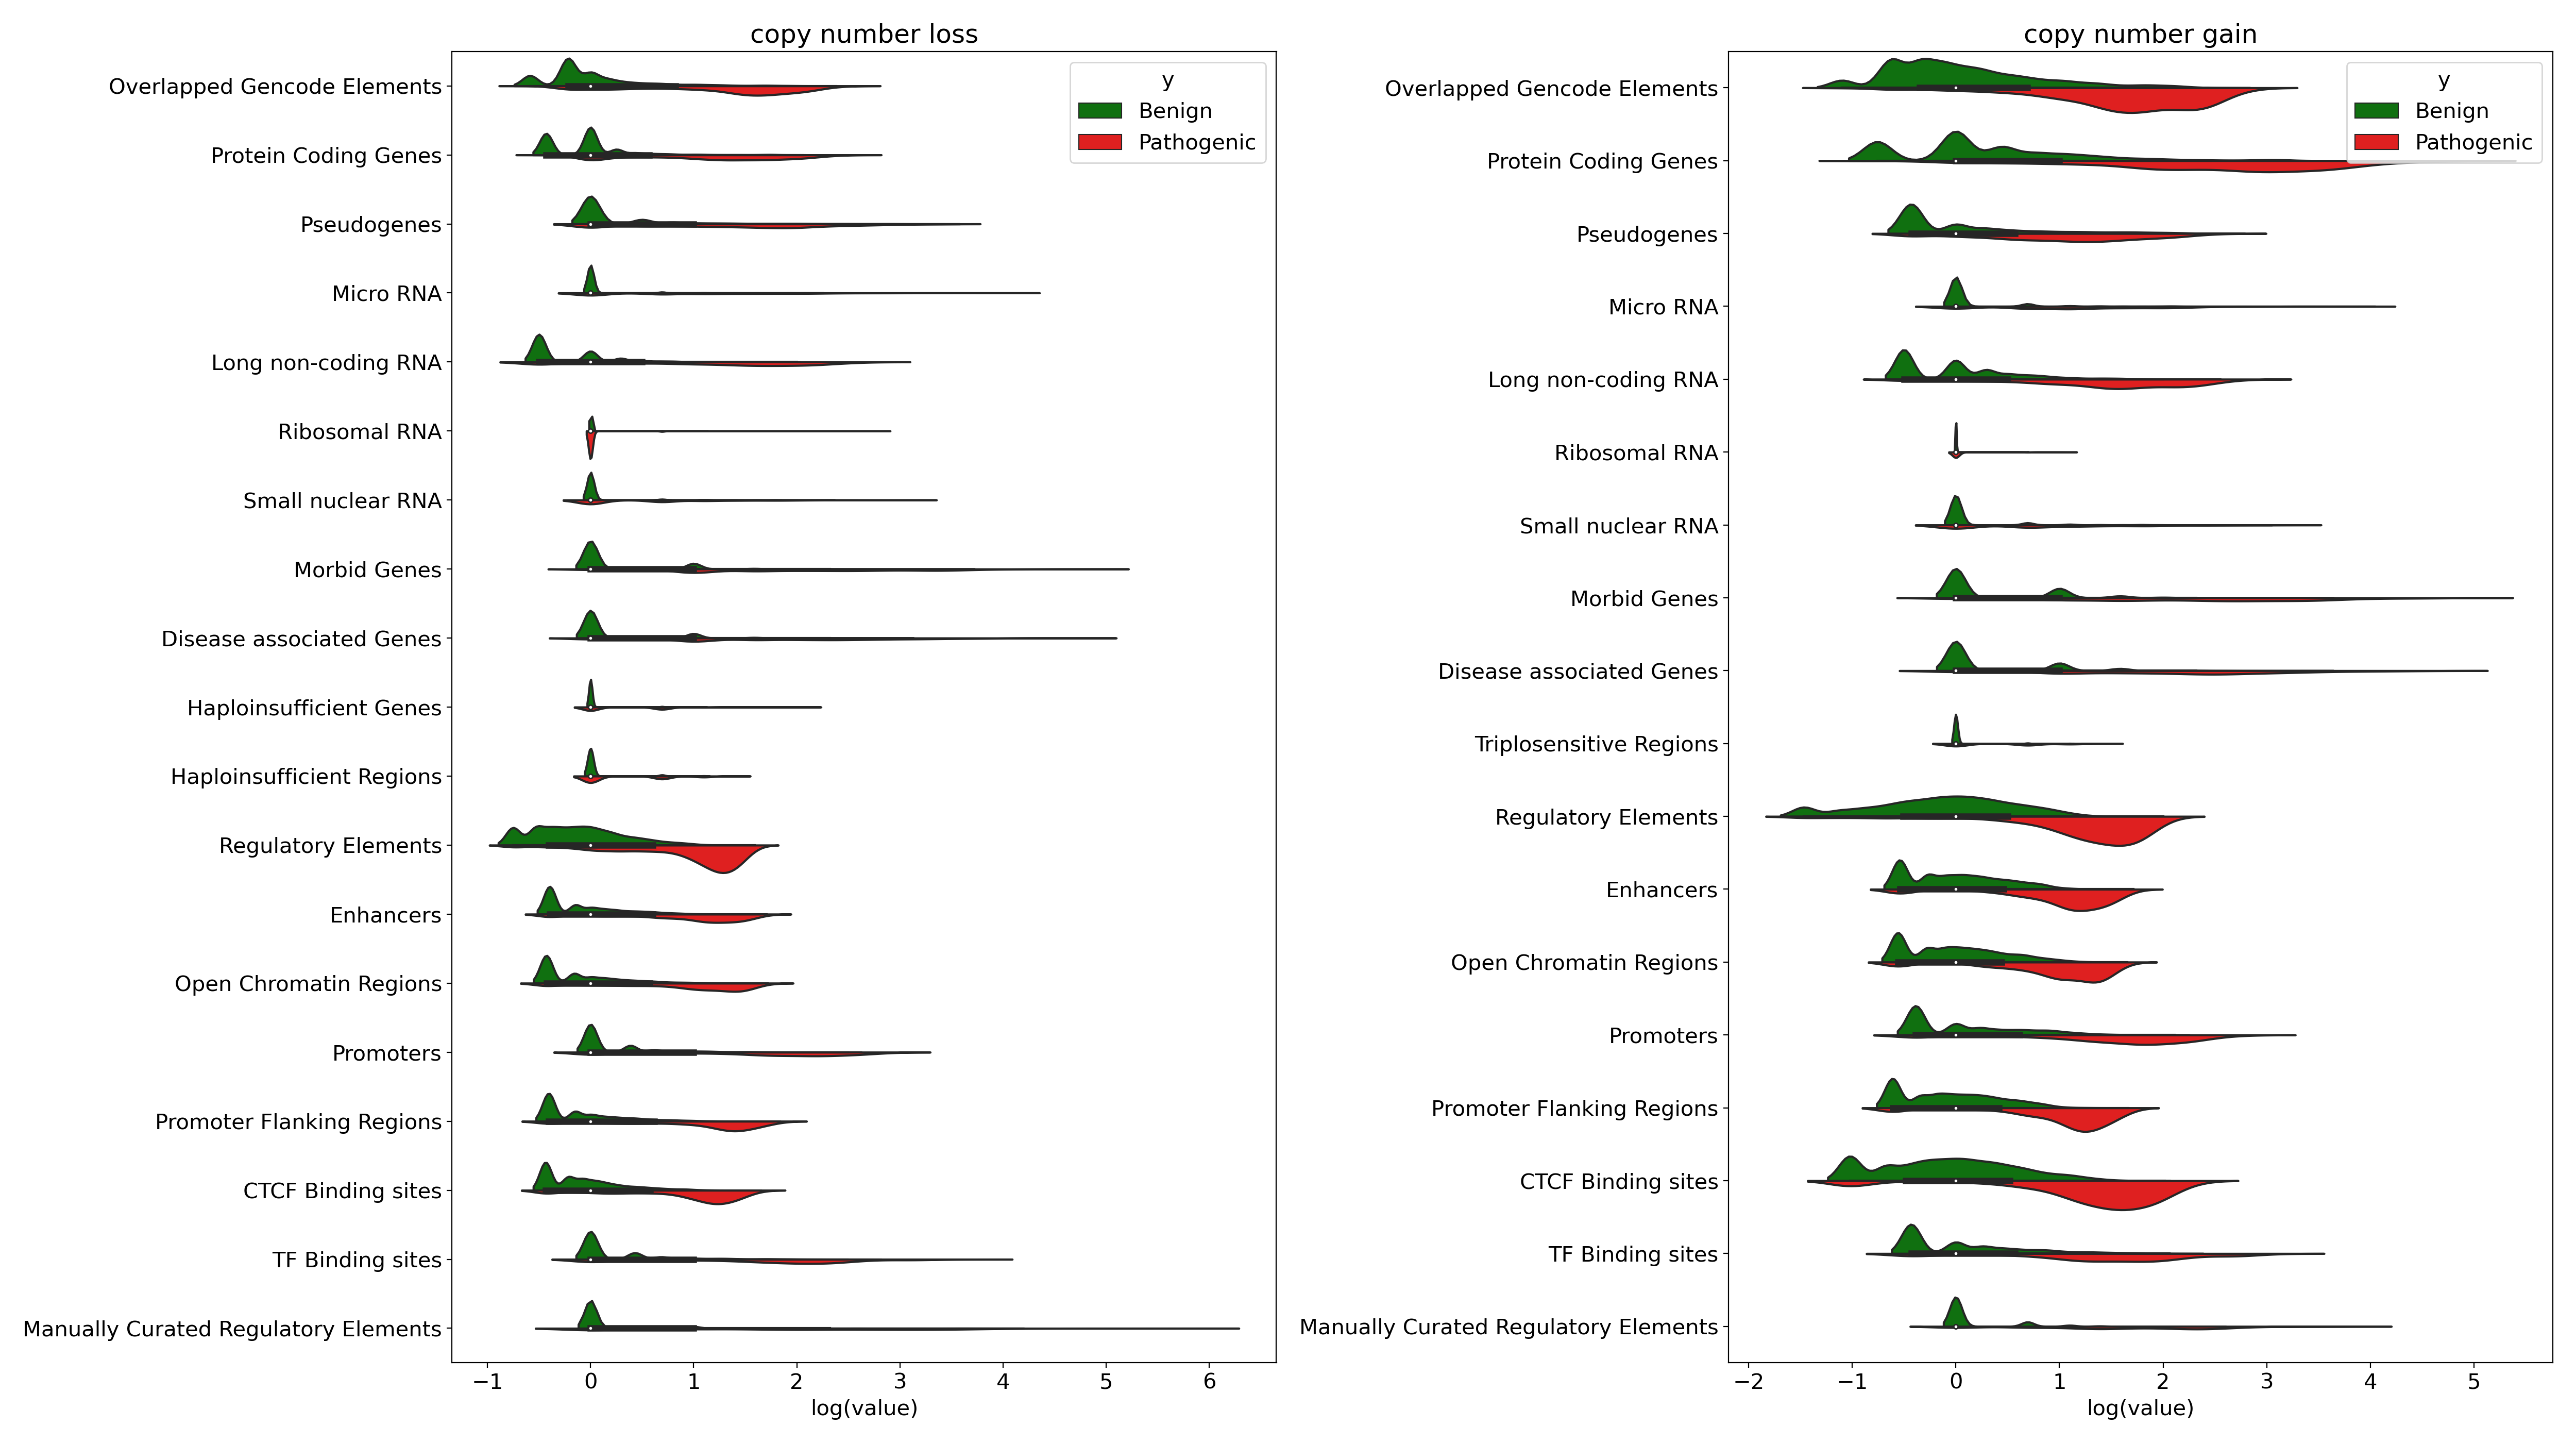 copy number loss
Overlapped Gencode Elements
Protein Coding Genes
Pseudogenes
Micro RNA
Long non-coding RNA
Ribosomal RNA
Small nuclear RNA
Morbid Genes
Disease associated Genes
Haploinsufficient Genes
Haploinsufficient Regions
Regulatory Elements
Enhancers
Open Chromatin Regions
Promoters
Promoter Flanking Regions
CTCF Binding sites
TF Binding sites
Manually Curated Regulatory Elements
y
Benign
Pathogenic
−1 0 1 2 3 4 5 6
log(value)
copy number gain
Overlapped Gencode Elements
Protein Coding Genes
Pseudogenes
Micro RNA
Long non-coding RNA
Ribosomal RNA
Small nuclear RNA
Morbid Genes
Disease associated Genes
Triplosensitive Regions
Regulatory Elements
Enhancers
Open Chromatin Regions
Promoters
Promoter Flanking Regions
CTCF Binding sites
TF Binding sites
Manually Curated Regulatory Elements
y
Benign
Pathogenic
−2 −1 0 1 2 3 4 5
log(value)